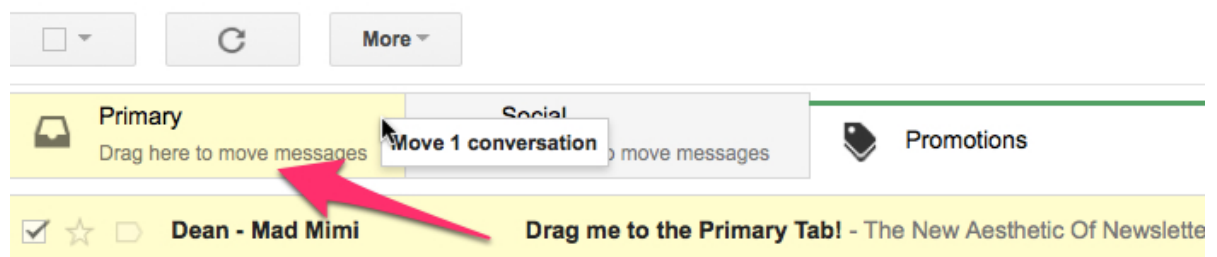 More
Primary
Drag here to move messages
Social
Move 1 conversation
o move messages
Promotions
Dean - Mad Mimi
Drag me to the Primary Tab! - The New Aesthetic Of Newslette